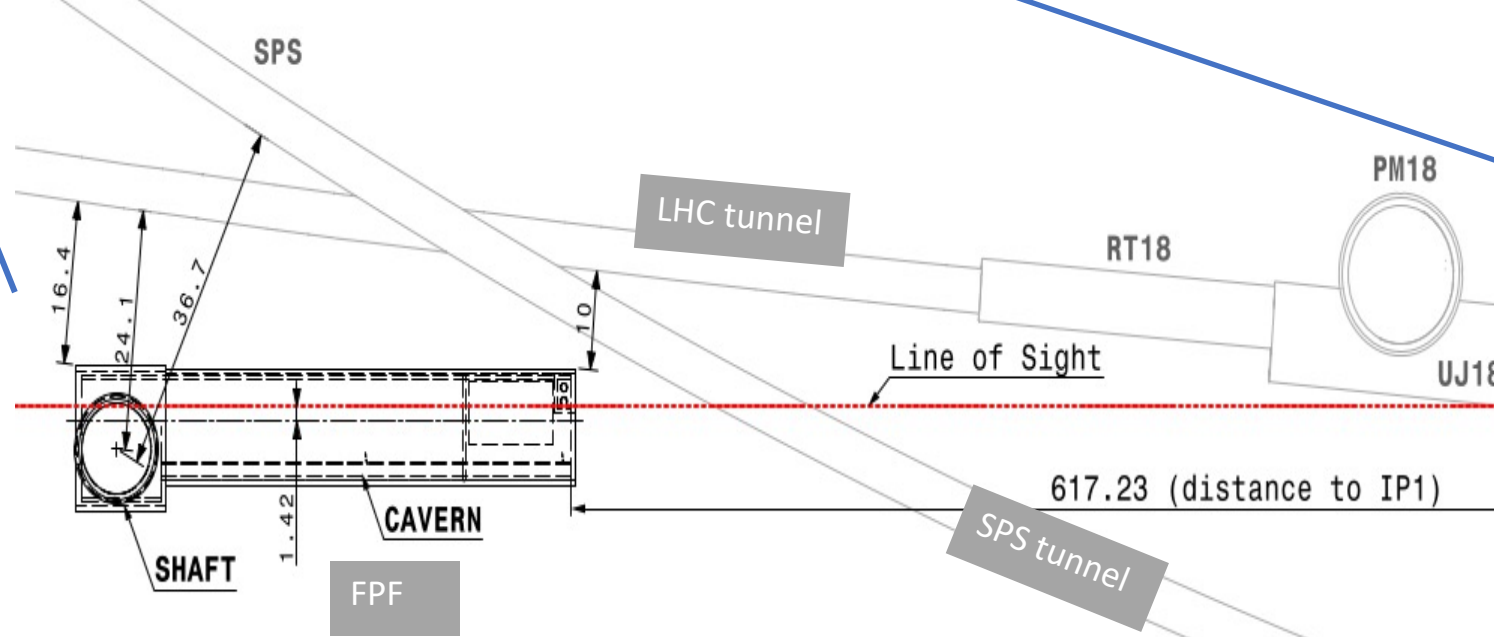 SPS
PM18
LHC tunnel
RT18
16.4
24.1
36.7
10
Line of Sight
UJ18
617.23 (distance to IP1)
1.42
CAVERN
SPS tunnel
SHAFT
FPF